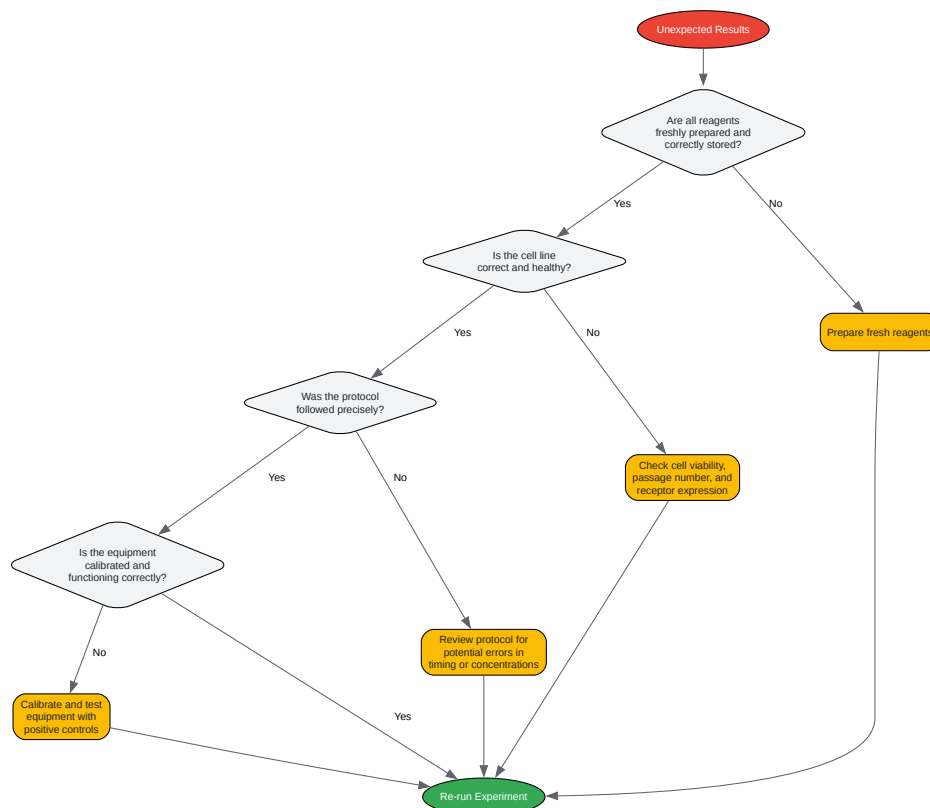 Unexpected Results
Are all reagents
freshly prepared and
correctly stored?
Yes
No
Is the cell line
correct and healthy?
Yes
No
Prepare fresh reagents
Was the protocol
followed precisely?
Yes
No
Check cell viability,
passage number, and
receptor expression
Is the equipment
calibrated and
functioning correctly?
No
Yes
Review protocol for
potential errors in
timing or concentrations
Calibrate and test
equipment with
positive controls
Re-run Experiment